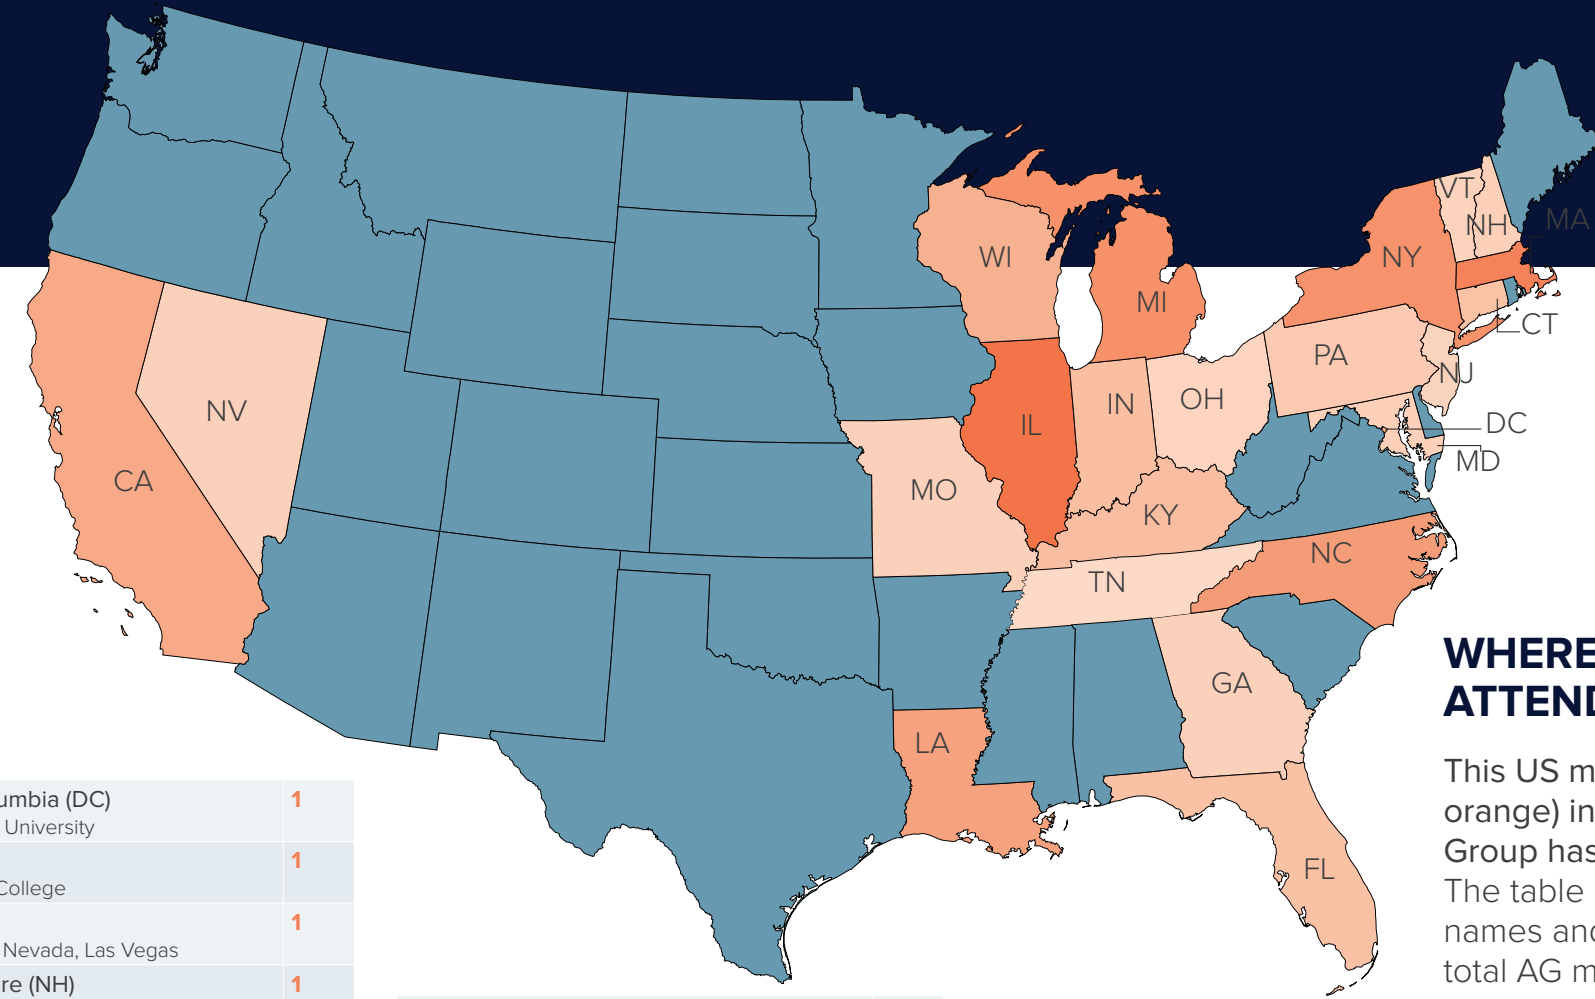 VT
NH
MA
NY
WI
MI
CT
PA
NJ
NV
IN
OH
IL
DC
MD
CA
MO
KY
NC
TN
GA
LA
FL
WHERE
ATTEND
This US m
orange) in
Group has
The table
names and
total AG m
umbia (DC)
1
University
1
College
1
Nevada, Las Vegas
re (NH)
1